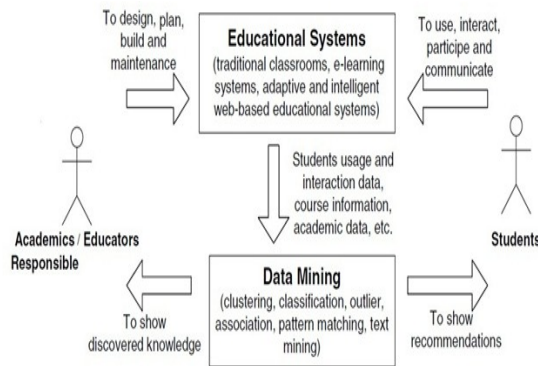 To design, plan,
build and
maintenance
Educational Systems
(traditional classrooms, e-learning
systems, adaptive and intelligent
web-based educational systems)
To use, interact,
participe and
communicate
Students usage and
interaction data,
course information,
academic data, etc.
Academics / Educators
Responsible
Students
Data Mining
(clustering, classification, outlier,
association, pattern matching, text
mining)
To show
discovered knowledge
To show
recommendations